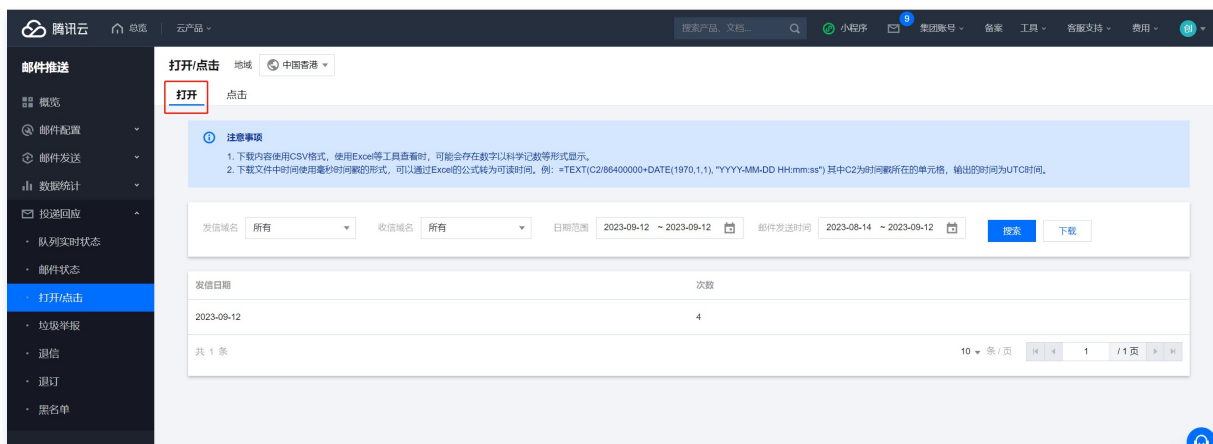 腾讯云 总览 云产品 搜索产品、文档... 小程序 9 集团账号 备案 工具 客服支持 费用 创
邮件推送
概览
邮件配置
邮件发送
数据统计
投递回应
队列实时状态
邮件状态
打开/点击
垃圾举报
退信
退订
黑名单
打开/点击 地域 中国香港
打开 点击
注意事项
1. 下载内容使用CSV格式，使用Excel等工具查看时，可能会存在数字以科学记数等形式显示。
2. 下载文件中时间使用毫秒时间戳的形式，可以通过Excel的公式转为可读时间。例：=TEXT(C2/86400000+DATE(1970,1,1), "YYYY-MM-DD HH:mm:ss") 其中C2为时间戳所在的单元格，输出的时间为UTC时间。
发信域名 所有 收信域名 所有 日期范围 2023-09-12 ~ 2023-09-12 邮件发送时间 2023-08-14 ~ 2023-09-12 搜索 下载
发信日期 次数
2023-09-12 4
共 1 条 10 条 / 页 1 / 1 页